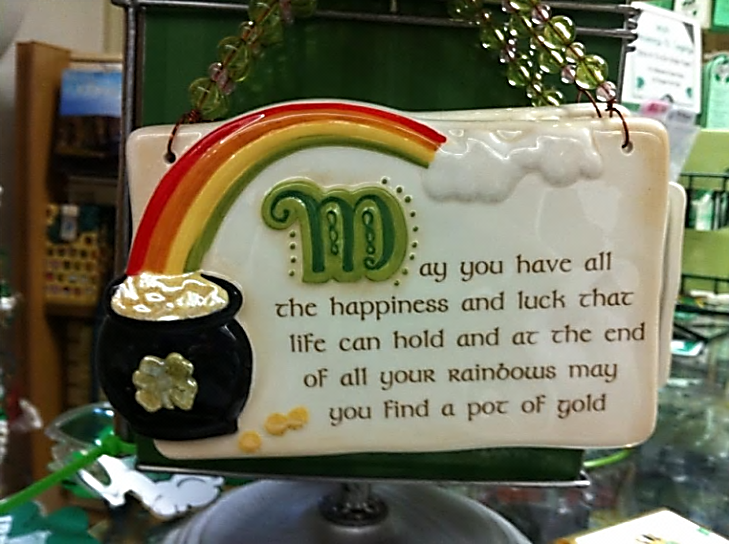 May you have all
the happiness and luck that
life can hold and at the end
of all your rainbows may
you find a pot of gold